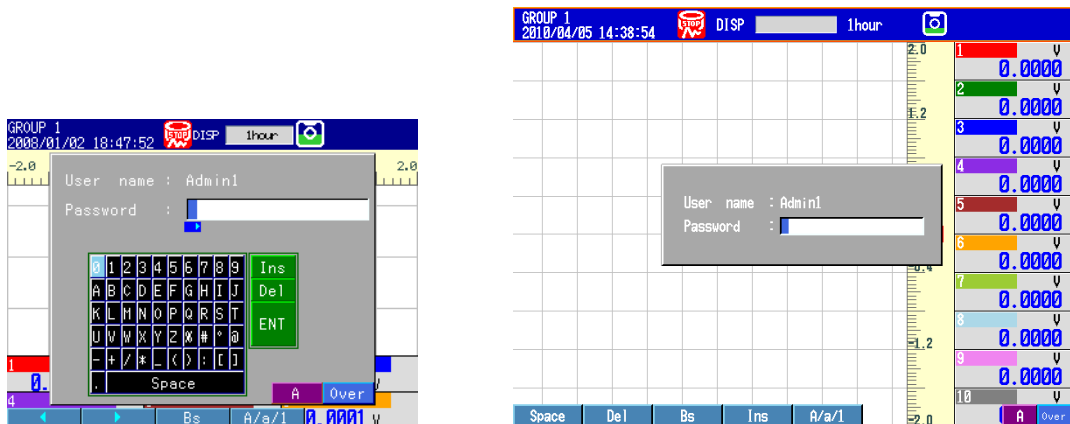 GROUP 1
2008/01/02 18:47:52 STOP DISP 1hour
-2.0 2.0
User name : Admin1
Password :
0 1 2 3 4 5 6 7 8 9 Ins
A B C D E F G H I J Del
K L M N O P Q R S T
ENT
U V W X Y Z % # ° @
- + / * _ ( ) : [ ]
. Space
A Over
1
0.
4
Bs A/a/1 0.0001 V
GROUP 1
2010/04/05 14:38:54 STOP DISP 1hour
2.0
1.2
-0.4
-1.2
-2.0
1 V
0.0000
2 V
0.0000
3 V
0.0000
4 V
0.0000
5 V
0.0000
6 V
0.0000
7 V
0.0000
8 V
0.0000
9 V
0.0000
10 V
User name : Admin1
Password :
Space Del Bs Ins A/a/1
A Over